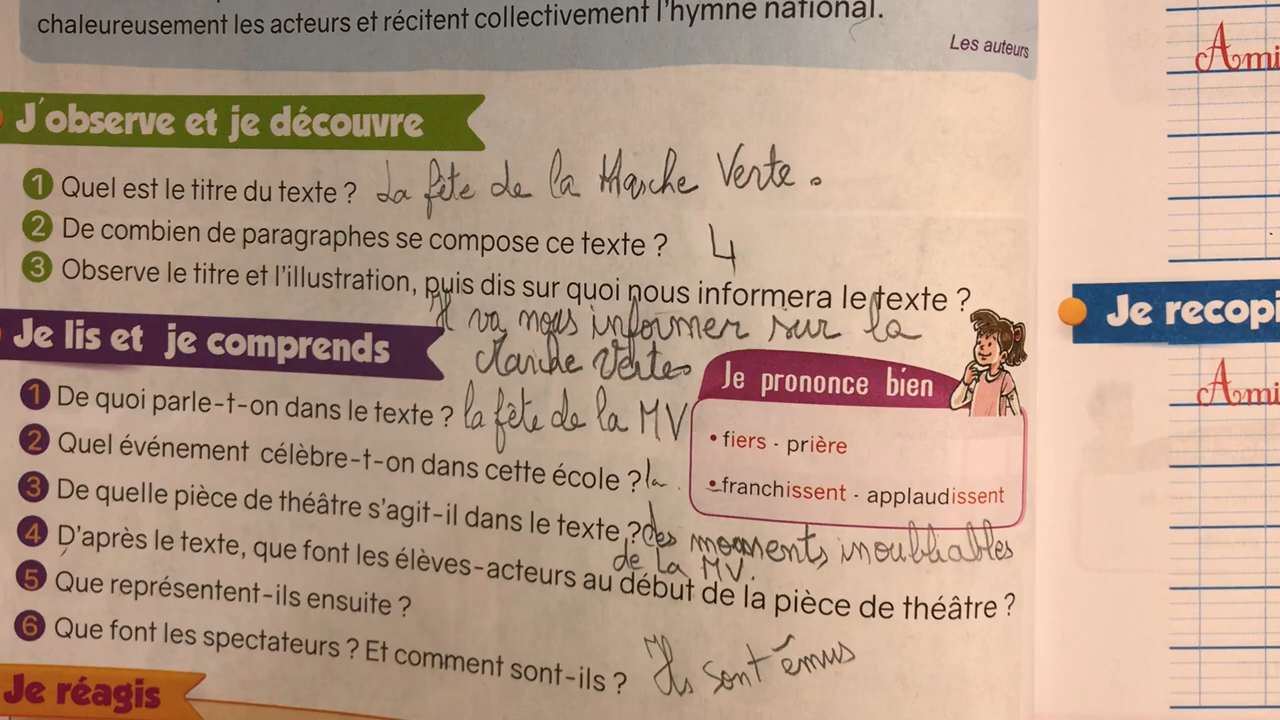 chaleureusement les acteurs et récitent collectivement l'hymne national.
Les auteurs
J'observe et je découvre
1 Quel est le titre du texte ? La fête de la Marche Verte.
2 De combien de paragraphes se compose ce texte ? 4
3 Observe le titre et l'illustration, puis dis sur quoi nous informera le texte ?
Il va nous informer sur la
Marche Verte
Je lis et je comprends
1 De quoi parle-t-on dans le texte ? la fête de la MV
2 Quel événement célèbre-t-on dans cette école ? la
3 De quelle pièce de théâtre s'agit-il dans le texte ? des moments inoubliables
de la MV.
4 D'après le texte, que font les élèves-acteurs au début de la pièce de théâtre ?
5 Que représentent-ils ensuite ?
6 Que font les spectateurs ? Et comment sont-ils ? Ils sont émus
Je réagis
Je prononce bien
• fiers - prière
• franchissent - applaudissent
Ami
Je recopi
Ami